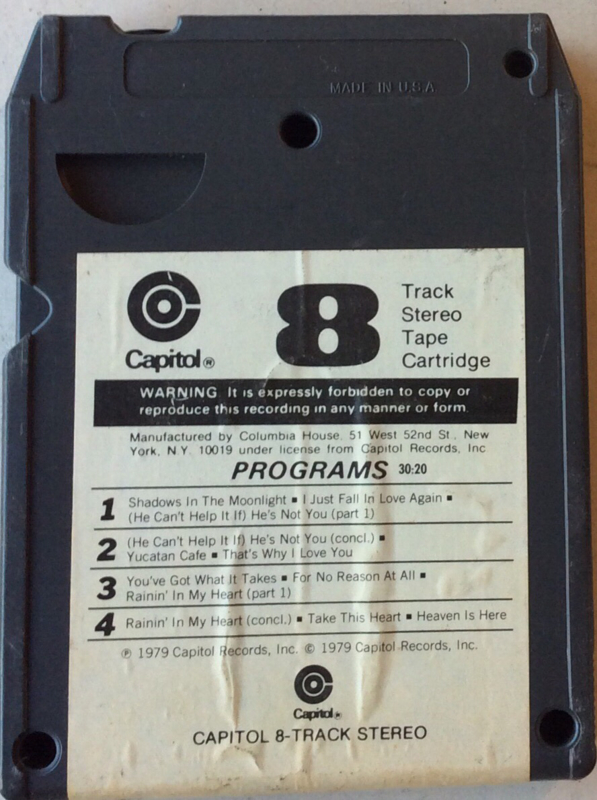 MADE IN U.S.A
Capitol®
8
Track
Stereo
Tape
Cartridge
WARNING It is expressly forbidden to copy or
reproduce this recording in any manner or form
Manufactured by Columbia House. 51 West 52nd St., New
York, N.Y. 10019 under license from Capitol Records, Inc
PROGRAMS 30:20
1 Shadows In The Moonlight ▪ I Just Fall In Love Again ▪
(He Can't Help It If) He's Not You (part 1)
2 (He Can't Help It If) He's Not You (concl.) ▪
Yucatan Cafe ▪ That's Why I Love You
3 You've Got What It Takes ▪ For No Reason At All ▪
Rainin' In My Heart (part 1)
4 Rainin' In My Heart (concl.) ▪ Take This Heart ▪ Heaven Is Here
℗ 1979 Capitol Records, Inc. © 1979 Capitol Records, Inc.
Capitol®
CAPITOL 8-TRACK STEREO